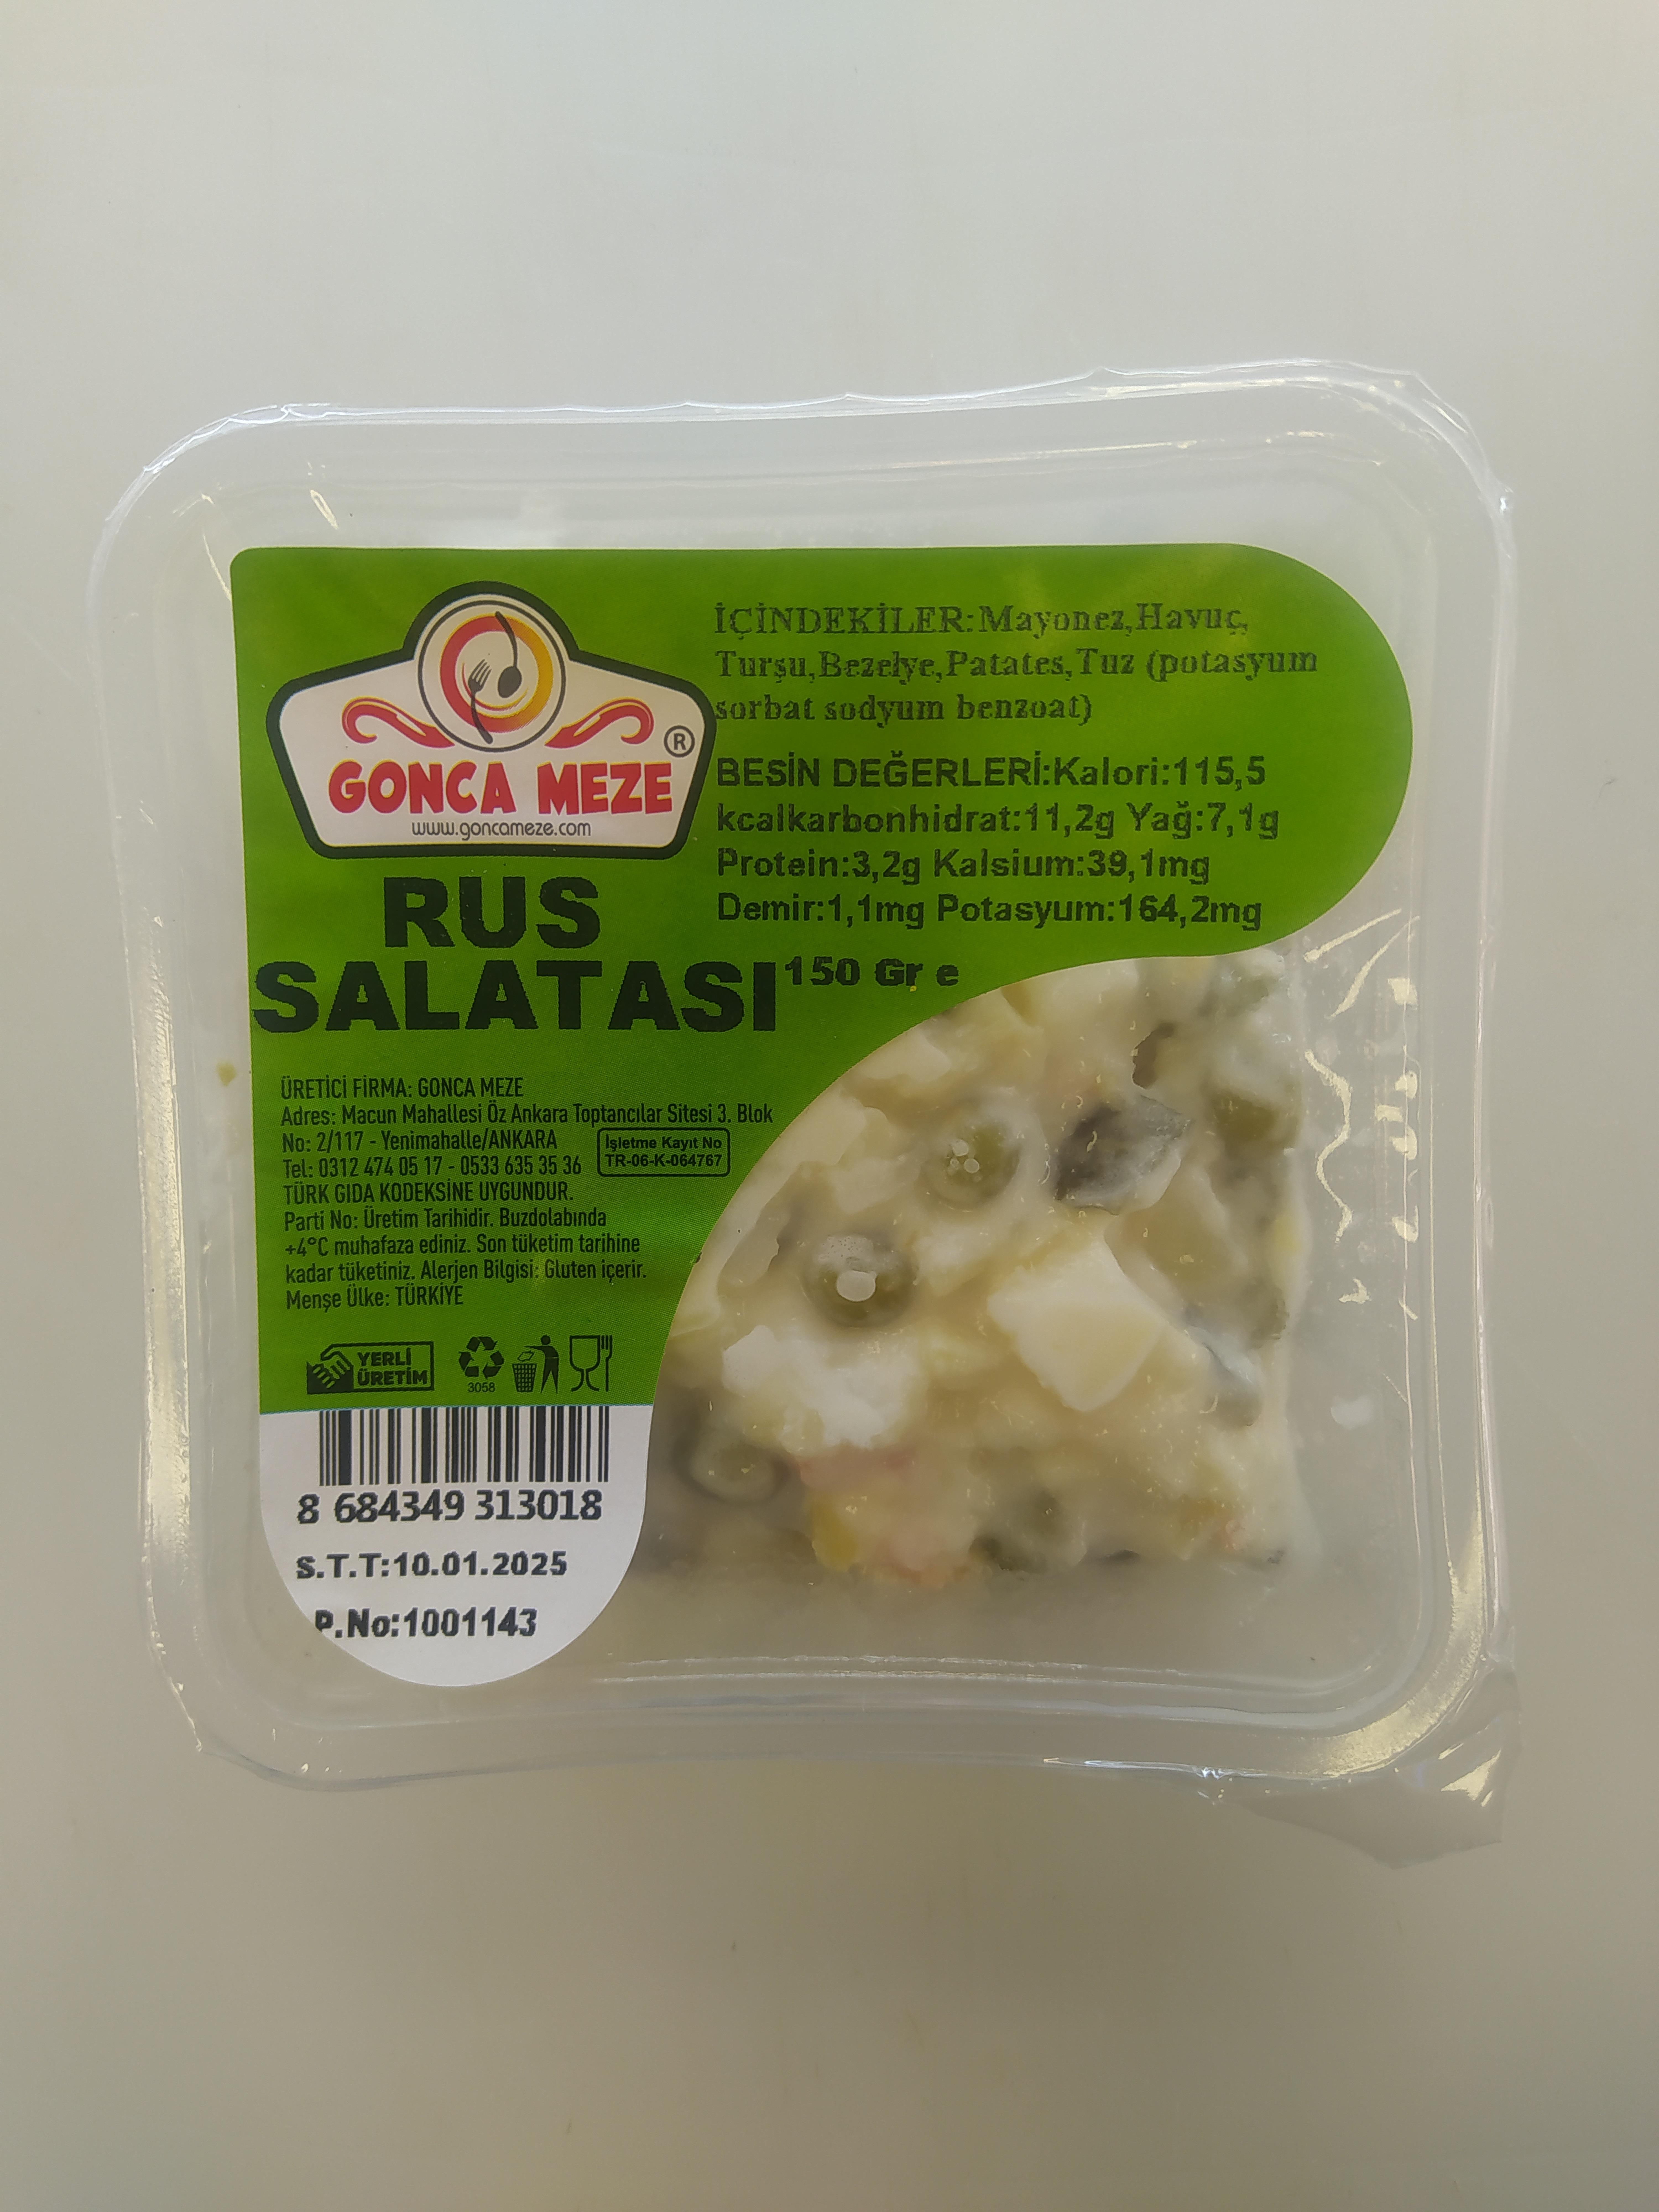 GONCA MEZE ®
www.goncameze.com
RUS
SALATASI
150 Gr e
İÇİNDEKİLER:Mayonez,Havuç,
Turşu,Bezelye,Patates,Tuz (potasyum
sorbat sodyum benzoat)
BESİN DEĞERLERİ:Kalori:115,5
kcalkarbonhidrat:11,2g Yağ:7,1g
Protein:3,2g Kalsium:39,1mg
Demir:1,1mg Potasyum:164,2mg
ÜRETİCİ FİRMA: GONCA MEZE
Adres: Macun Mahallesi Öz Ankara Toptancılar Sitesi 3. Blok
No: 2/117 - Yenimahalle/ANKARA
Tel: 0312 474 05 17 - 0533 635 35 36
İşletme Kayıt No
TR-06-K-064767
TÜRK GIDA KODEKSİNE UYGUNDUR.
Parti No: Üretim Tarihidir. Buzdolabında
+4°C muhafaza ediniz. Son tüketim tarihine
kadar tüketiniz. Alerjen Bilgisi: Gluten içerir.
Menşe Ülke: TÜRKİYE
YERLİ
ÜRETİM
3058
8 684349 313018
S.T.T:10.01.2025
P.No:1001143